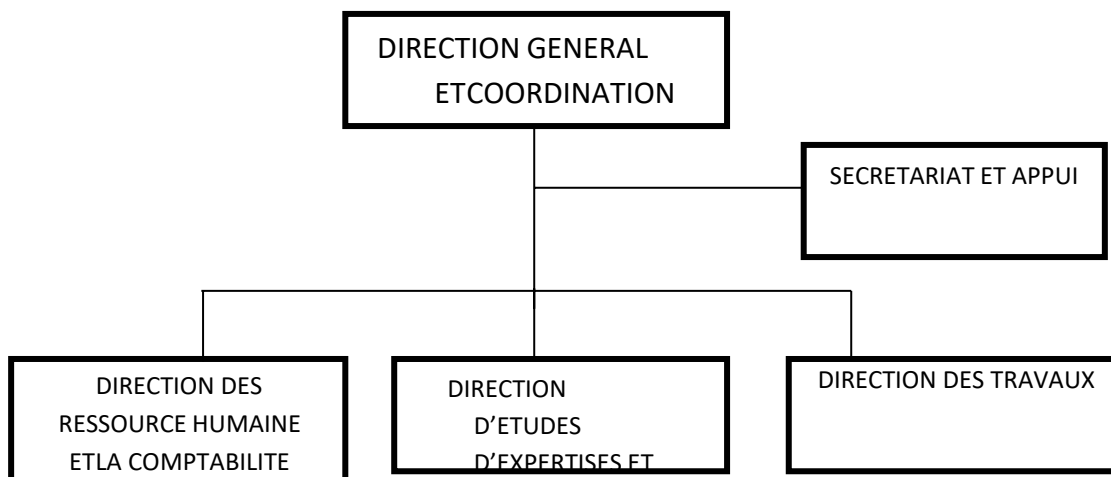 DIRECTION GENERAL
ETCOORDINATION
SECRETARIAT ET APPUI
DIRECTION DES
RESSOURCE HUMAINE
ETLA COMPTABILITE
DIRECTION
D’ETUDES
D’EXPERTISES ET
DIRECTION DES TRAVAUX